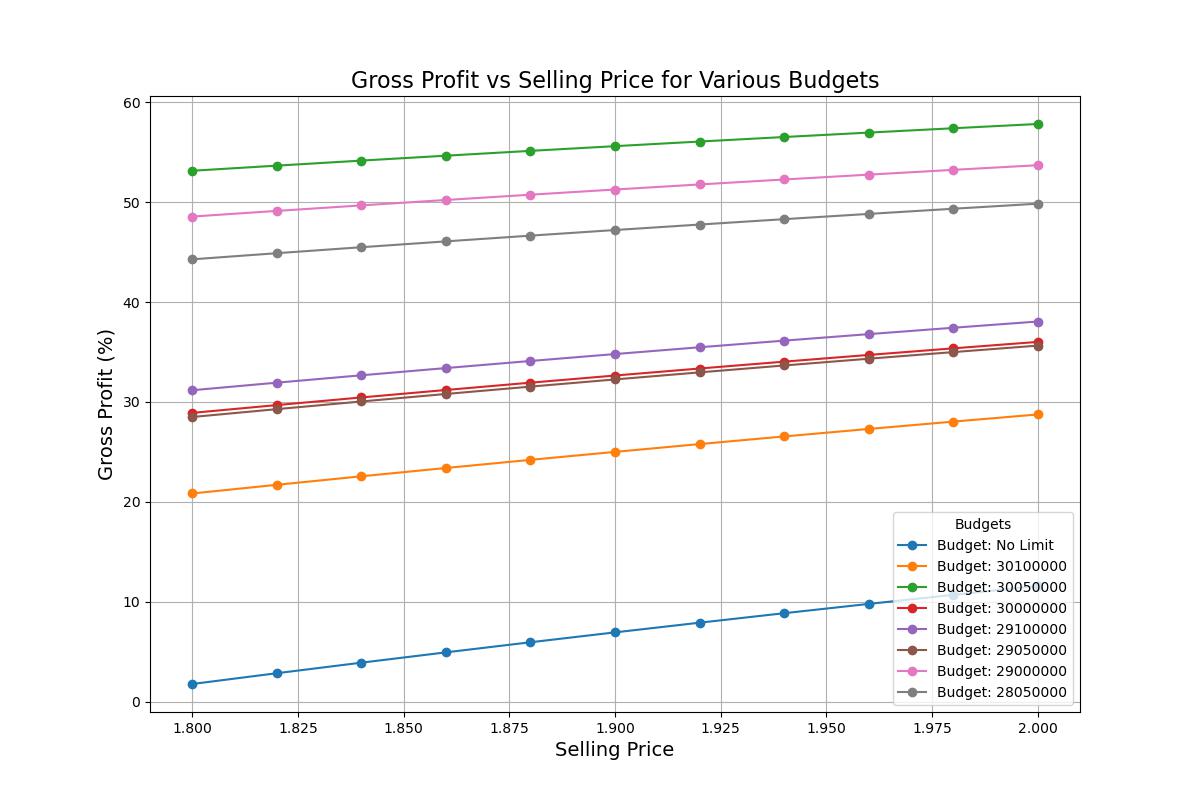 Gross Profit vs Selling Price for Various Budgets
60
50
40
30
20
10
0
Gross Profit (%)
1.800 1.825 1.850 1.875 1.900 1.925 1.950 1.975 2.000
Selling Price
Budgets
Budget: No Limit
Budget: 30100000
Budget: 30050000
Budget: 30000000
Budget: 29100000
Budget: 29050000
Budget: 29000000
Budget: 28050000